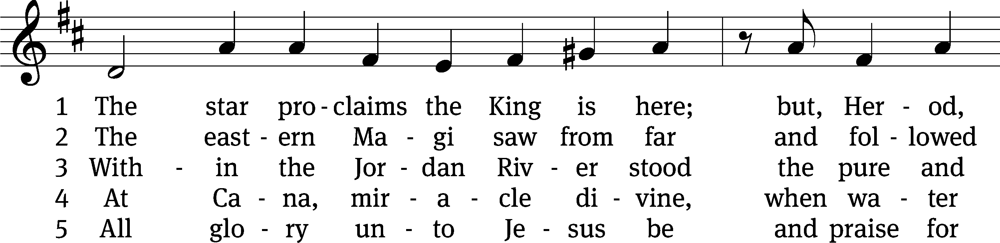 1 The star pro - claims the King is here; but, Her - od,
2 The east - ern Ma - gi saw from far and fol - lowed
3 With - in the Jor - dan Riv - er stood the pure and
4 At Ca - na, mir - a - cle di - vine, when wa - ter
5 All glo - ry un - to Je - sus be and praise for